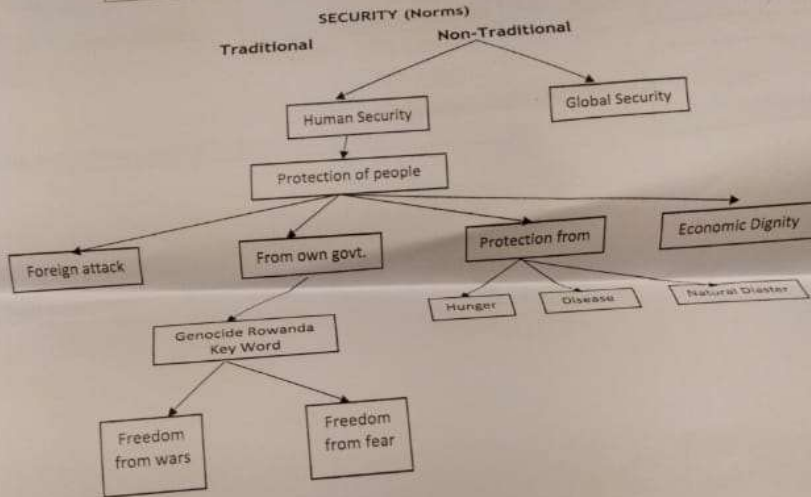 SECURITY (Norms)
Traditional
Non-Traditional
Human Security
Global Security
Protection of people
Foreign attack
From own govt.
Protection from
Economic Dignity
Hunger
Disease
Natural Diaster
Genocide Rowanda
Key Word
Freedom
from wars
Freedom
from fear